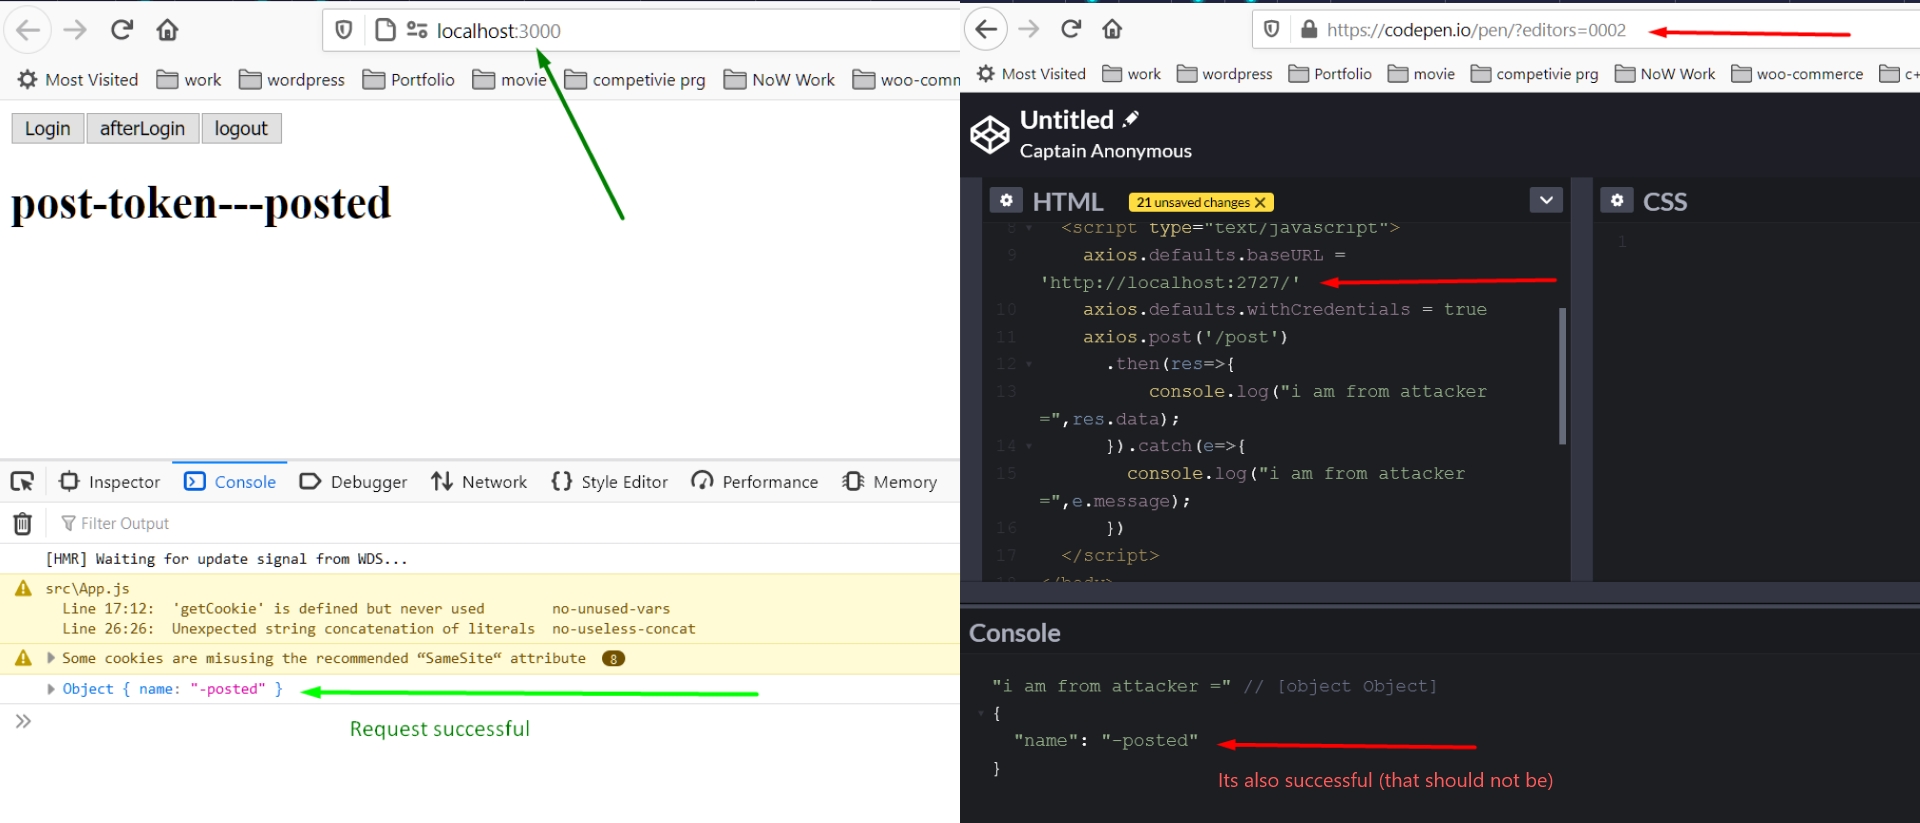 localhost:3000
Most Visited work wordpress Portfolio movie competivie prg NoW Work woo-comm
Login afterLogin logout
post-token---posted
Inspector Console Debugger Network Style Editor Performance Memory
Filter Output
[HMR] Waiting for update signal from WDS...
src\App.js
Line 17:12: 'getCookie' is defined but never used no-unused-vars
Line 26:26: Unexpected string concatenation of literals no-useless-concat
Some cookies are misusing the recommended “SameSite“ attribute 8
Object { name: "-posted" }
Request successful
https://codepen.io/pen/?editors=0002
Most Visited work wordpress Portfolio movie competivie prg NoW Work woo-commerce c+
Untitled
Captain Anonymous
HTML 21 unsaved changes X
8 <script type="text/javascript">
9 axios.defaults.baseURL =
'http://localhost:2727/'
10 axios.defaults.withCredentials = true
11 axios.post('/post')
12 .then(res=>{
13 console.log("i am from attacker
=",res.data);
14 }).catch(e=>{
15 console.log("i am from attacker
=",e.message);
16 })
17 </script>
18 </body>
CSS
1
Console
"i am from attacker =" // [object Object]
{
"name": "-posted"
}
Its also successful (that should not be)